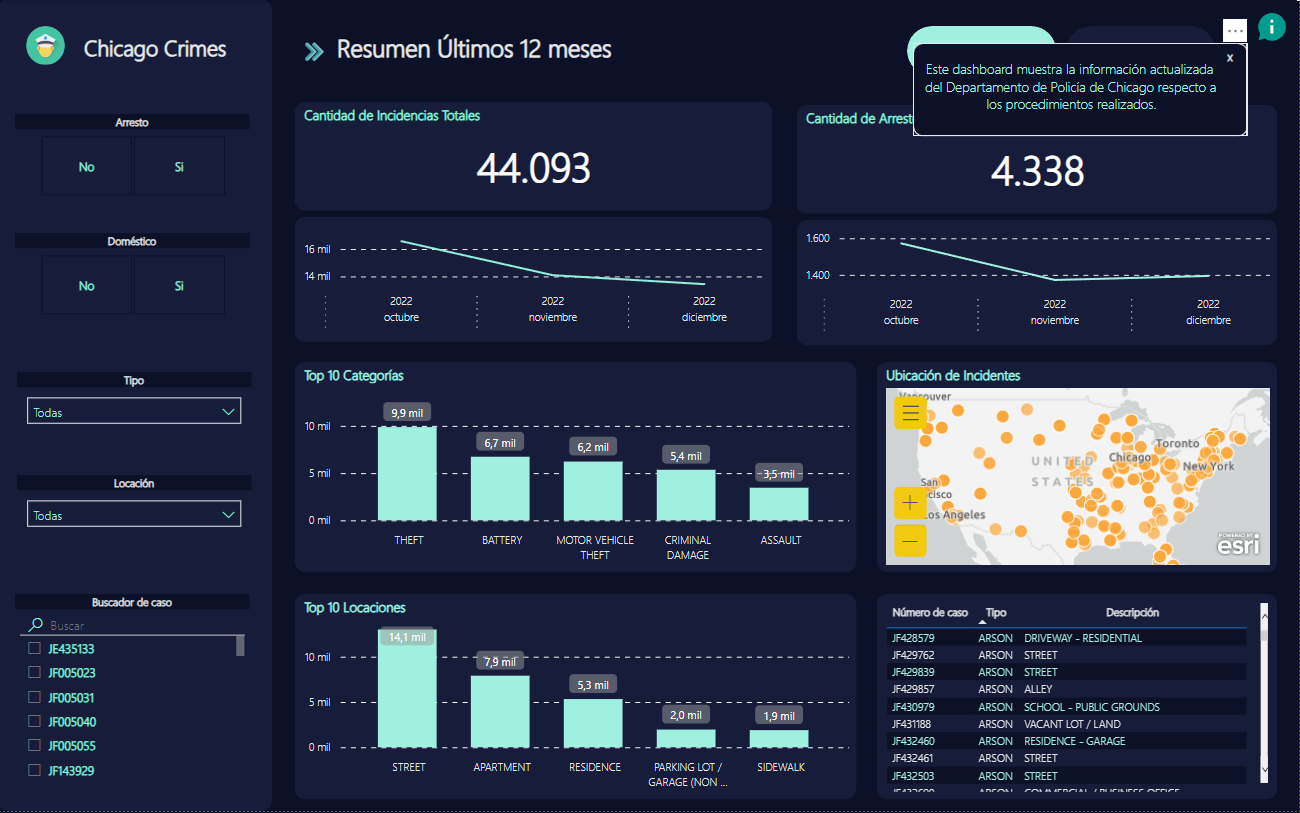 Chicago Crimes
Arresto
No
Si
Doméstico
No
Si
Tipo
Todas
Locación
Todas
Buscador de caso
Buscar
JE435133
JF005023
JF005031
JF005040
JF005055
JF143929
Resumen Últimos 12 meses
...
i
x
Este dashboard muestra la información actualizada
del Departamento de Policía de Chicago respecto a
los procedimientos realizados.
Cantidad de Incidencias Totales
44.093
16 mil
14 mil
2022 2022 2022
octubre noviembre diciembre
Cantidad de Arrest
4.338
1.600
1.400
2022 2022 2022
octubre noviembre diciembre
Top 10 Categorías
9,9 mil
6,7 mil
6,2 mil
5,4 mil
3,5 mil
10 mil
5 mil
0 mil
THEFT
BATTERY
MOTOR VEHICLE
THEFT
CRIMINAL
DAMAGE
ASSAULT
Ubicación de Incidentes
Vancouver
UNITED
STATES
Chicago
Toronto
New York
San
cisco
Los Angeles
POWERED BY
esri
Top 10 Locaciones
14,1 mil
7,9 mil
5,3 mil
2,0 mil
1,9 mil
10 mil
5 mil
0 mil
STREET
APARTMENT
RESIDENCE
PARKING LOT /
GARAGE (NON ...
SIDEWALK
Número de caso Tipo Descripción
JF428579 ARSON DRIVEWAY - RESIDENTIAL
JF429762 ARSON STREET
JF429839 ARSON STREET
JF429857 ARSON ALLEY
JF430979 ARSON SCHOOL - PUBLIC GROUNDS
JF431188 ARSON VACANT LOT / LAND
JF432460 ARSON RESIDENCE - GARAGE
JF432461 ARSON STREET
JF432503 ARSON STREET
ARSON COMMERCIAL / BUSINESS OFFICE